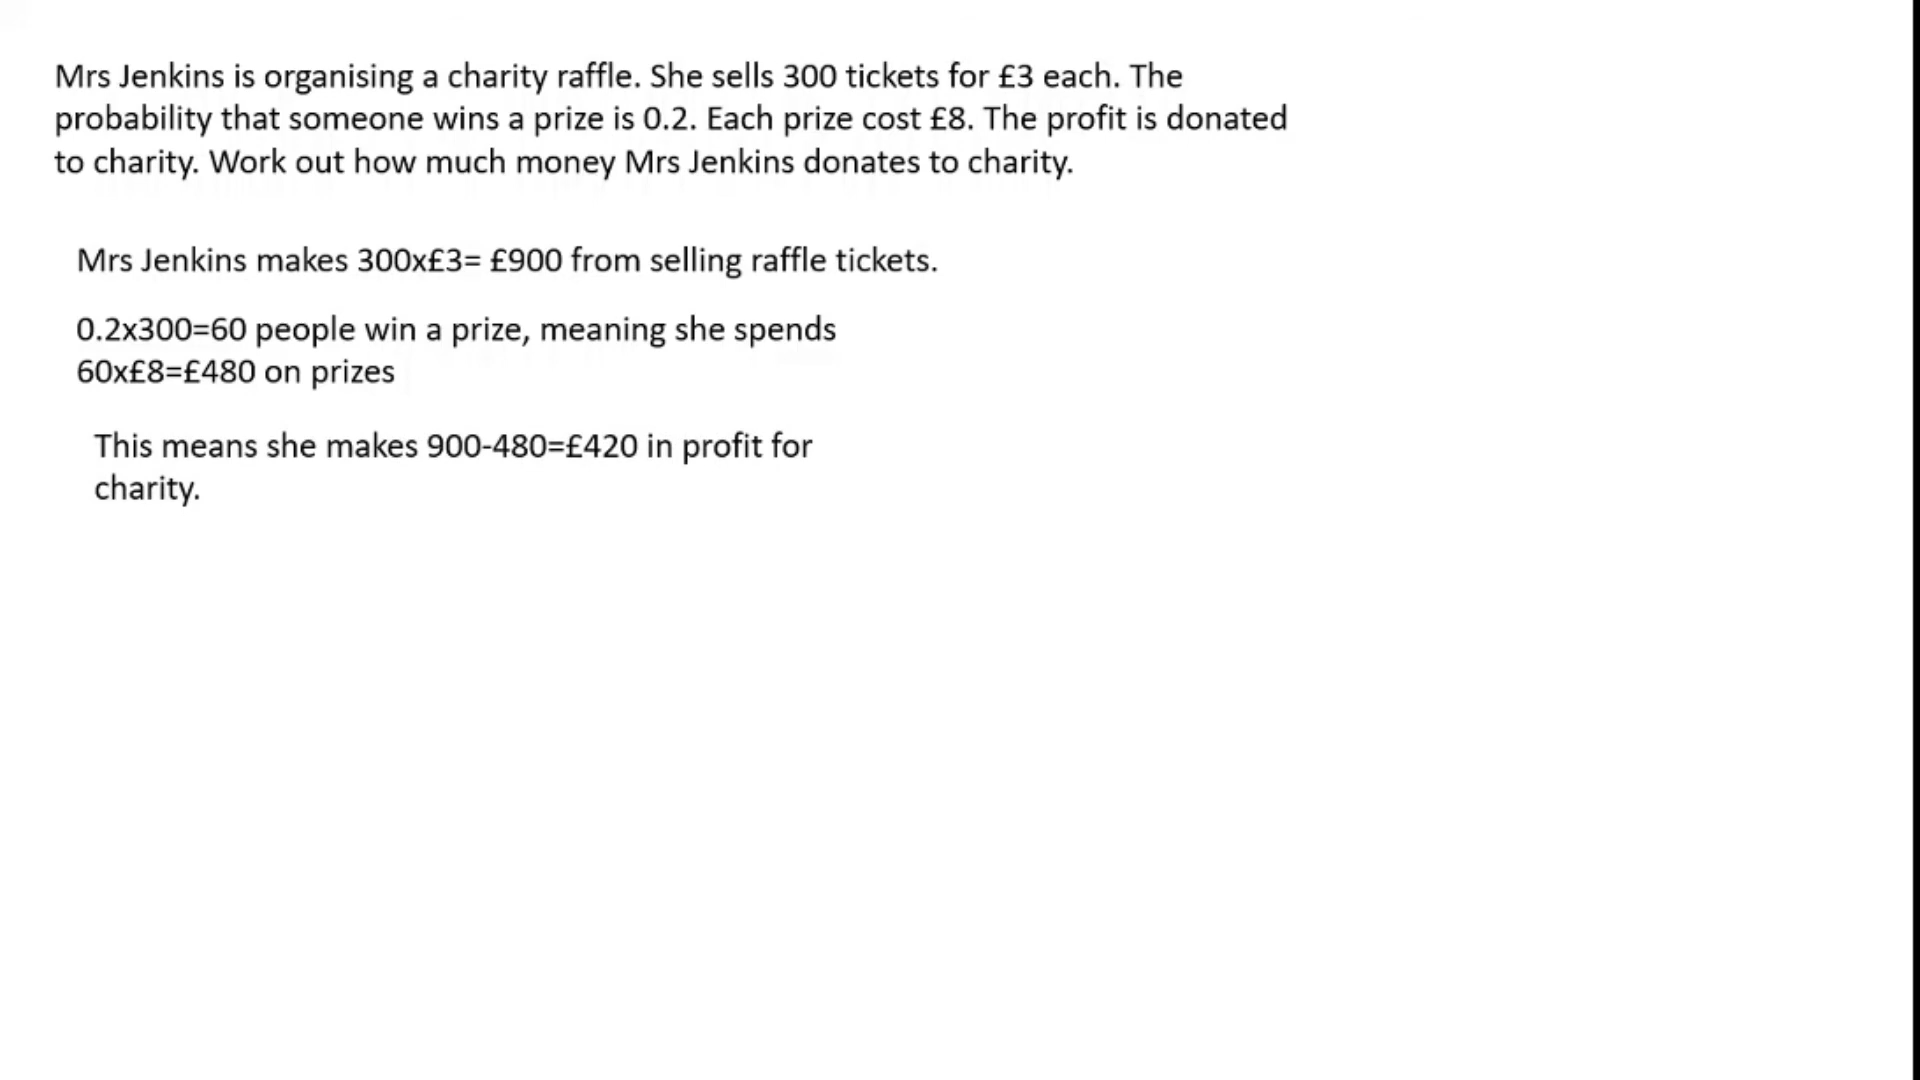 Mrs Jenkins is organising a charity raffle. She sells 300 tickets for £3 each. The
probability that someone wins a prize is 0.2. Each prize cost £8. The profit is donated
to charity. Work out how much money Mrs Jenkins donates to charity.
Mrs Jenkins makes 300x£3= £900 from selling raffle tickets.
0.2x300=60 people win a prize, meaning she spends
60x£8=£480 on prizes
This means she makes 900-480=£420 in profit for
charity.